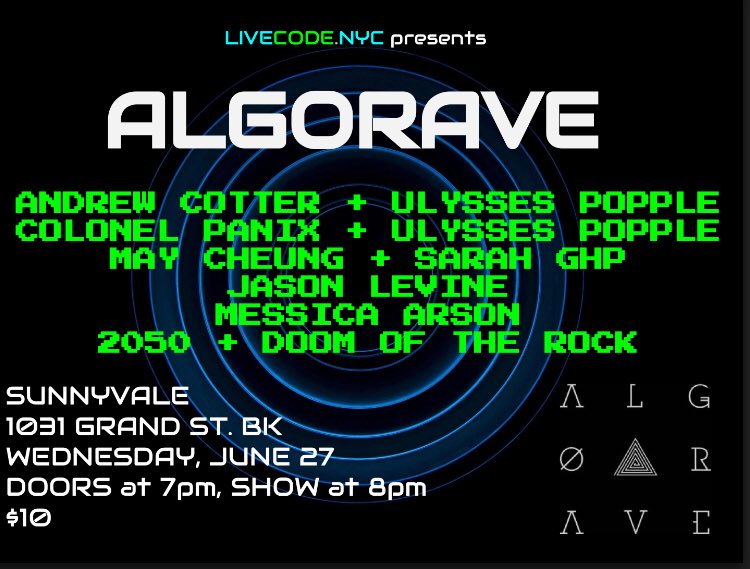 LIVECODE.NYC presents
ALGORAVE
ANDREW COTTER + ULYSSES POPPLE
COLONEL PANIX + ULYSSES POPPLE
MAY CHEUNG + SARAH GHP
JASON LEVINE
MESSICA ARSON
2050 + DOOM OF THE ROCK
SUNNYVALE
1031 GRAND ST. BK
WEDNESDAY, JUNE 27
DOORS at 7pm, SHOW at 8pm
$10
Λ L G
Ø R
Λ V E